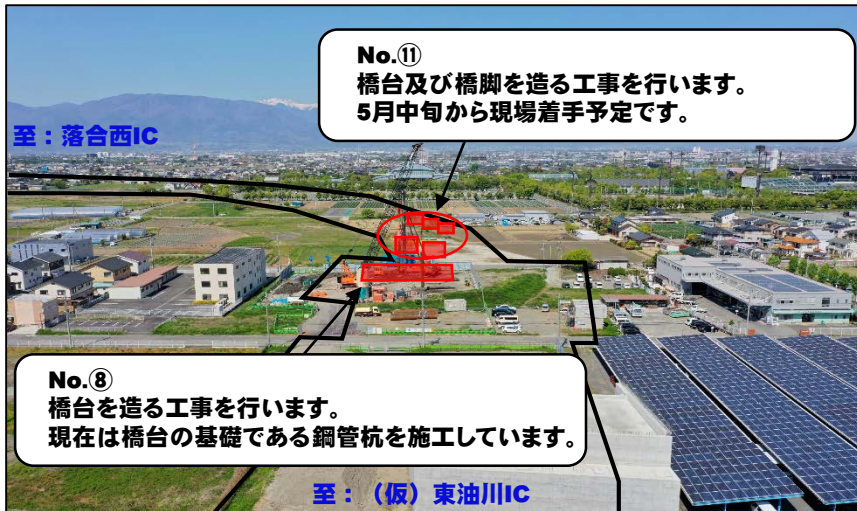 No.⑪
橋台及び橋脚を造る工事を行います。
5月中旬から現場着手予定です。
至：落合西IC
No.⑧
橋台を造る工事を行います。
現在は橋台の基礎である鋼管杭を施工しています。
至：（仮）東油川IC